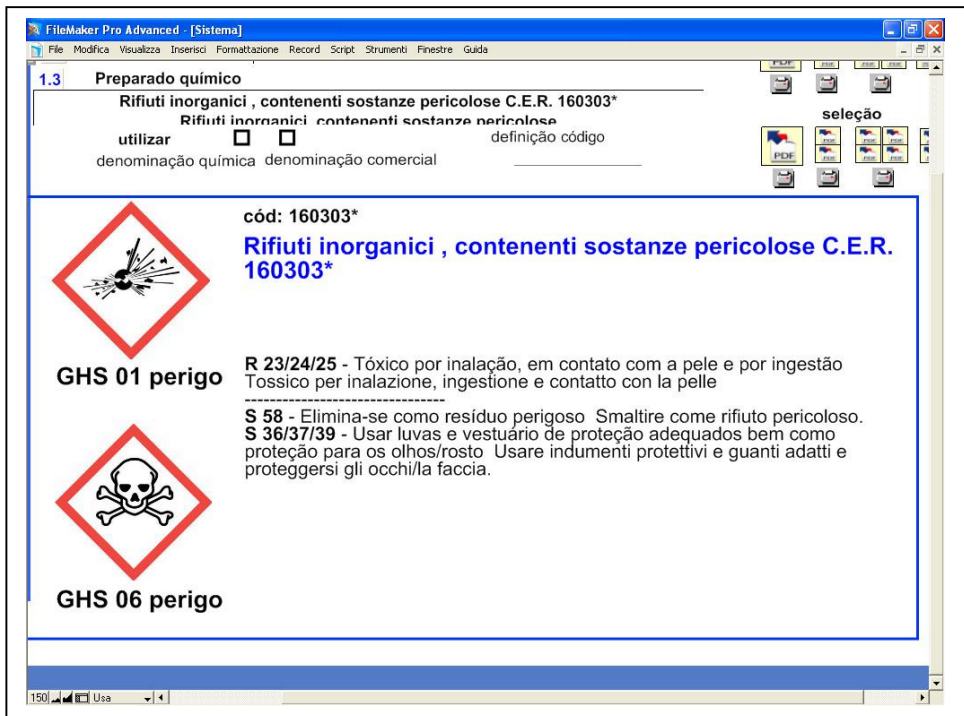 FileMaker Pro Advanced - [Sistema]
File Modifica Visualizza Inserisci Formattazione Record Script Strumenti Finestre Guida
1.3 Preparado químico
Rifiuti inorganici , contenenti sostanze pericolose C.E.R. 160303*
Rifiuti inorganici, contenenti sostanze pericolose
seleção
utilizar
definição código
denominação química denominação comercial
PDF
cód: 160303*
Rifiuti inorganici , contenenti sostanze pericolose C.E.R.
160303*
GHS 01 perigo
R 23/24/25 - Tóxico por inalação, em contato com a pele e por ingestão
Tossico per inalazione, ingestione e contatto con la pelle
--------------------------------
S 58 - Elimina-se como resíduo perigoso Smaltire come rifiuto pericoloso.
S 36/37/39 - Usar luvas e vestuário de proteção adequados bem como
proteção para os olhos/rosto Usare indumenti protettivi e guanti adatti e
proteggersi gli occhi/la faccia.
GHS 06 perigo
150 Usa